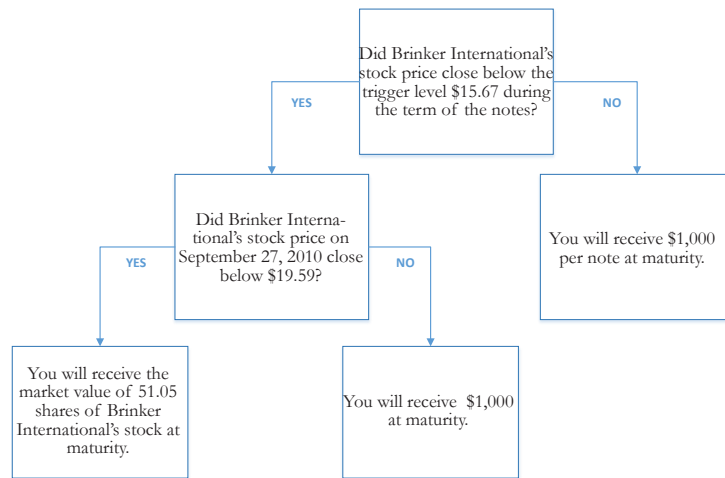 Did Brinker International's
stock price close below the
trigger level $15.67 during
the term of the notes?
YES
NO
Did Brinker Interna-
tional's stock price on
September 27, 2010 close
below $19.59?
You will receive $1,000
per note at maturity.
YES
NO
You will receive the
market value of 51.05
shares of Brinker
International's stock at
maturity.
You will receive $1,000
at maturity.